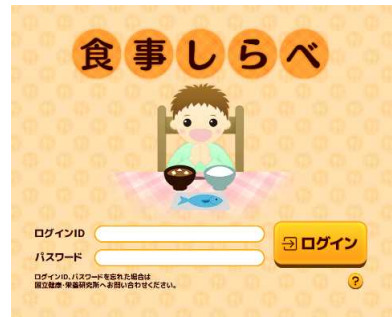 食事しらべ
ログインID
パスワード
ログイン
ログインID、パスワードを忘れた場合は
国立健康・栄養研究所へお問い合わせください。
?